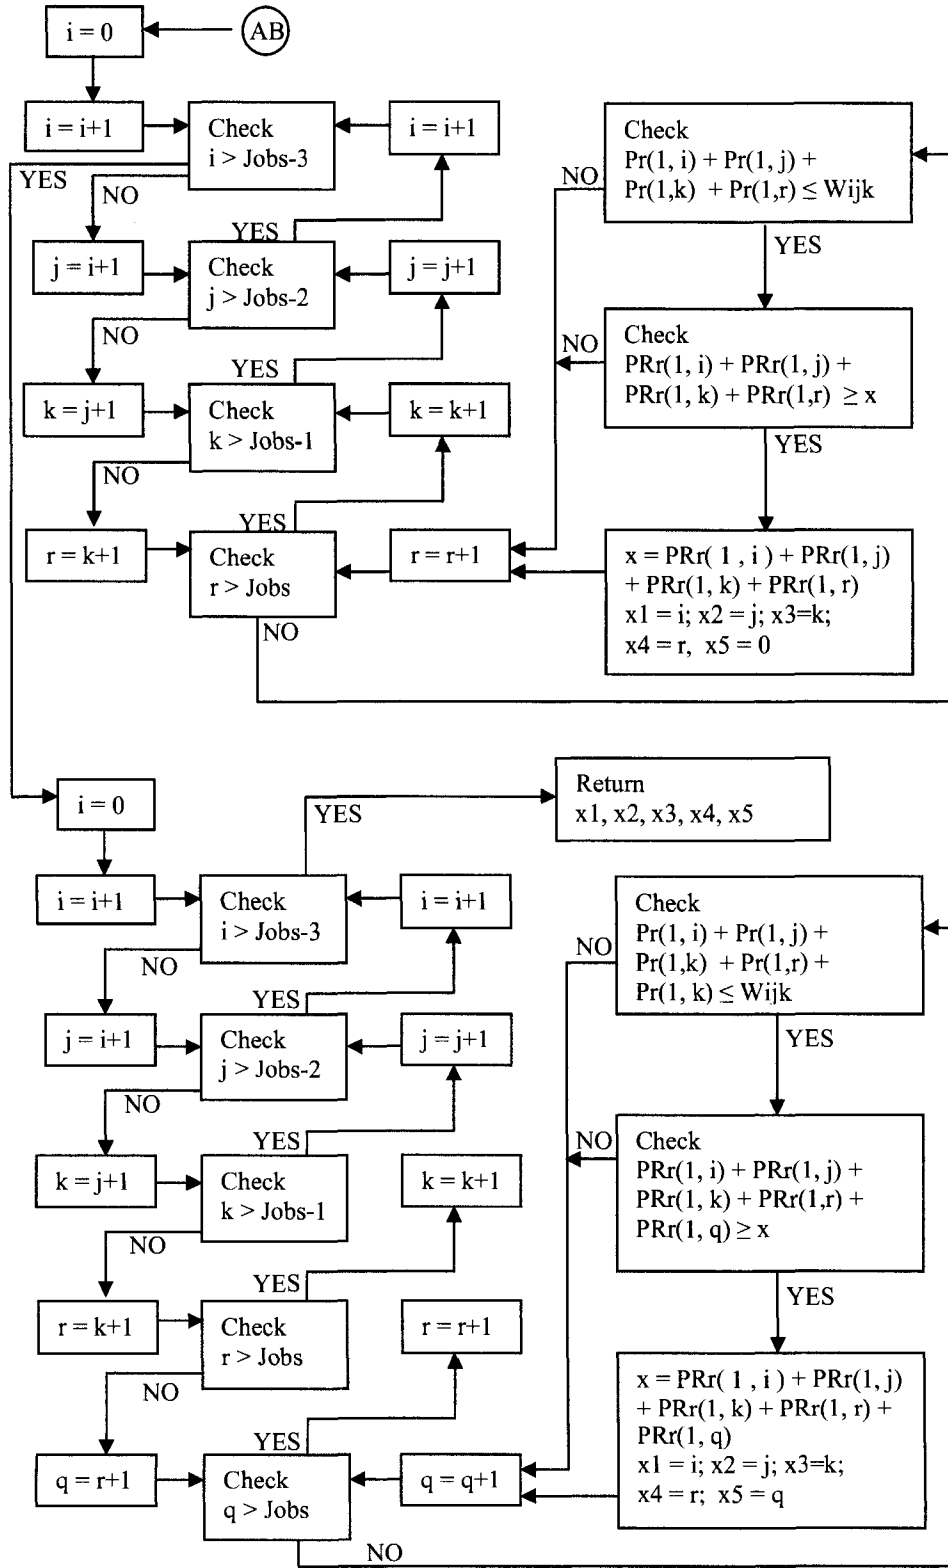 i = 0
AB
i = i+1
Check
i > Jobs-3
i = i+1
YES
NO
YES
j = i+1
Check
j > Jobs-2
j = j+1
NO
YES
k = j+1
Check
k > Jobs-1
k = k+1
NO
YES
r = k+1
Check
r > Jobs
r = r+1
NO
Check
Pr(1, i) + Pr(1, j) +
Pr(1,k) + Pr(1,r) ≤ Wijk
NO
YES
Check
PRr(1, i) + PRr(1, j) +
PRr(1, k) + PRr(1,r) ≥ x
NO
YES
x = PRr( 1 , i ) + PRr(1, j)
+ PRr(1, k) + PRr(1, r)
x1 = i; x2 = j; x3=k;
x4 = r, x5 = 0
i = 0
YES
Return
x1, x2, x3, x4, x5
i = i+1
Check
i > Jobs-3
i = i+1
NO
YES
j = i+1
Check
j > Jobs-2
j = j+1
NO
YES
k = j+1
Check
k > Jobs-1
k = k+1
NO
YES
r = k+1
Check
r > Jobs
r = r+1
NO
YES
q = r+1
Check
q > Jobs
q = q+1
NO
Check
Pr(1, i) + Pr(1, j) +
Pr(1,k) + Pr(1,r) +
Pr(1, k) ≤ Wijk
NO
YES
Check
PRr(1, i) + PRr(1, j) +
PRr(1, k) + PRr(1,r) +
PRr(1, q) ≥ x
NO
YES
x = PRr( 1 , i ) + PRr(1, j)
+ PRr(1, k) + PRr(1, r) +
PRr(1, q)
x1 = i; x2 = j; x3=k;
x4 = r; x5 = q